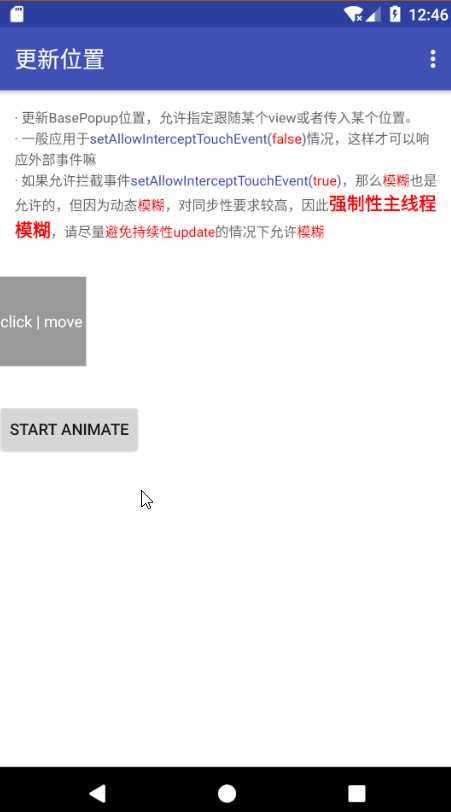 12:46
更新位置
· 更新BasePopup位置，允许指定跟随某个view或者传入某个位置。
· 一般应用于setAllowInterceptTouchEvent(false)情况，这样才可以响
应外部事件嘛
· 如果允许拦截事件setAllowInterceptTouchEvent(true)，那么模糊也是
允许的，但因为动态模糊，对同步性要求较高，因此强制性主线程
模糊，请尽量避免持续性update的情况下允许模糊
click | move
START ANIMATE